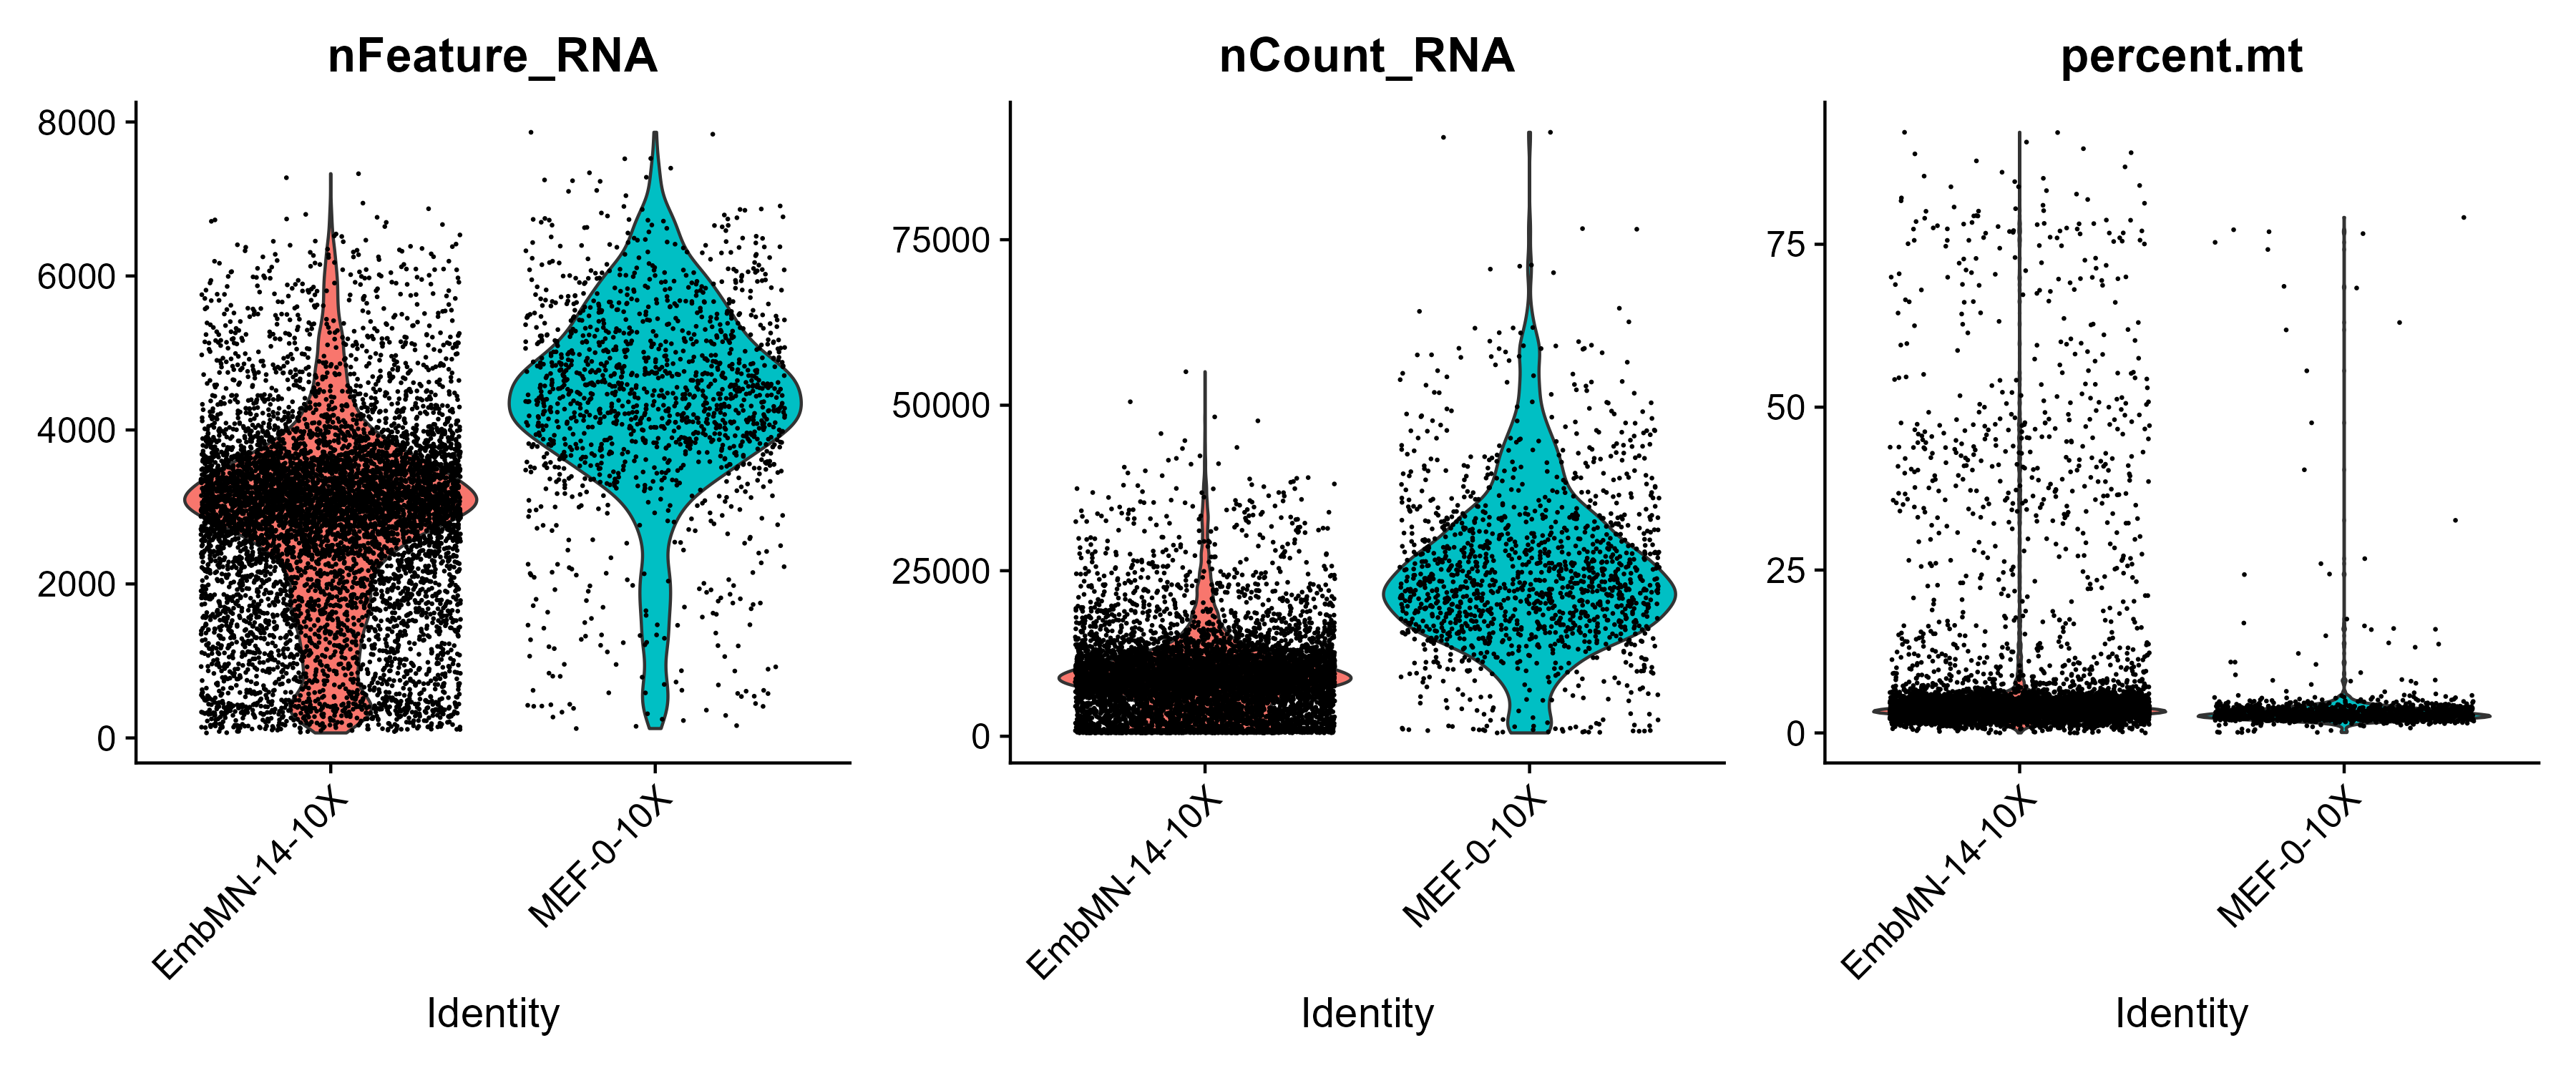 nFeature_RNA
8000
6000
4000
2000
0
EmbMN-14-10X
MEF-0-10X
Identity
nCount_RNA
75000
50000
25000
0
EmbMN-14-10X
MEF-0-10X
Identity
percent.mt
75
50
25
0
EmbMN-14-10X
MEF-0-10X
Identity